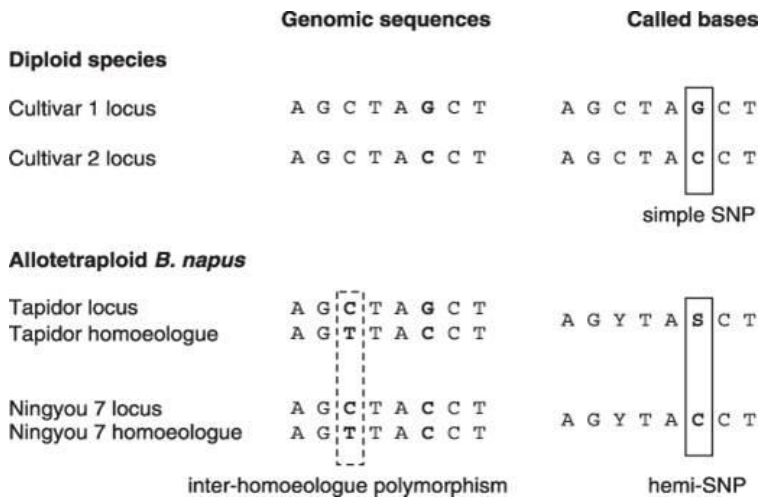 Genomic sequences Called bases
Diploid species
Cultivar 1 locus A G C T A G C T A G C T A G C T
Cultivar 2 locus A G C T A C C T A G C T A C C T
simple SNP
Allotetraploid B. napus
Tapidor locus A G C T A G C T
Tapidor homoeologue A G T T A C C T
A G Y T A S C T
Ningyou 7 locus A G C T A C C T
Ningyou 7 homoeologue A G T T A C C T
A G Y T A C C T
inter-homoeologue polymorphism hemi-SNP